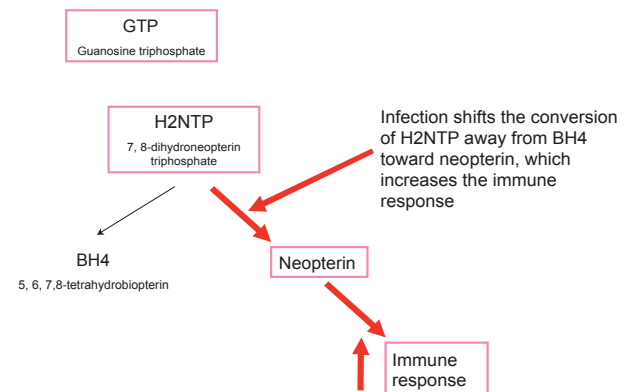 GTP
Guanosine triphosphate
H2NTP
7, 8-dihydroneopterin
triphosphate
Infection shifts the conversion
of H2NTP away from BH4
toward neopterin, which
increases the immune
response
BH4
5, 6, 7,8-tetrahydrobiopterin
Neopterin
Immune
response